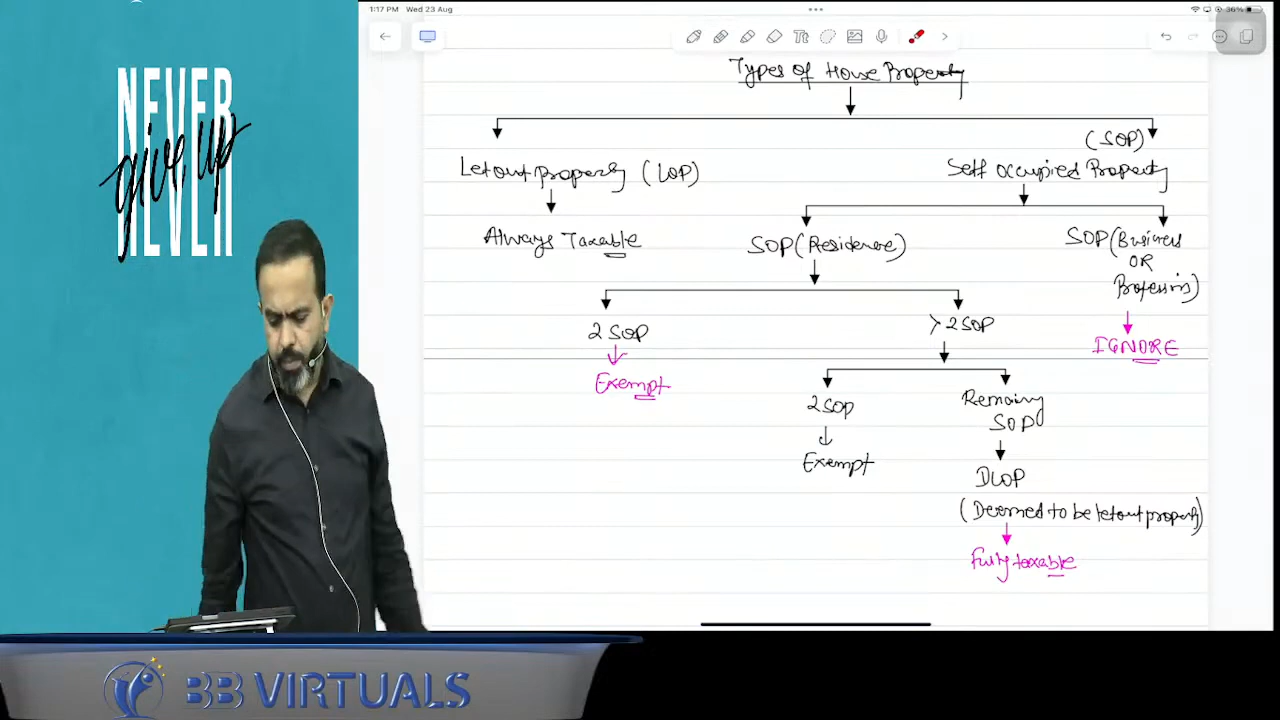 1:17 PM Wed 23 Aug
36%
Types of House Property
NEVER
give up
NEVER
(SOP)
Letout Property (LOP)
Self Occupied Property
Always Taxable
SOP (Residence)
SOP (Business
OR
Profession)
2 SOP
> 2 SOP
IGNORE
Exempt
2 SOP
Remaining
SOP
Exempt
DLOP
(Deemed to be letout property)
Fully taxable
BB VIRTUALS